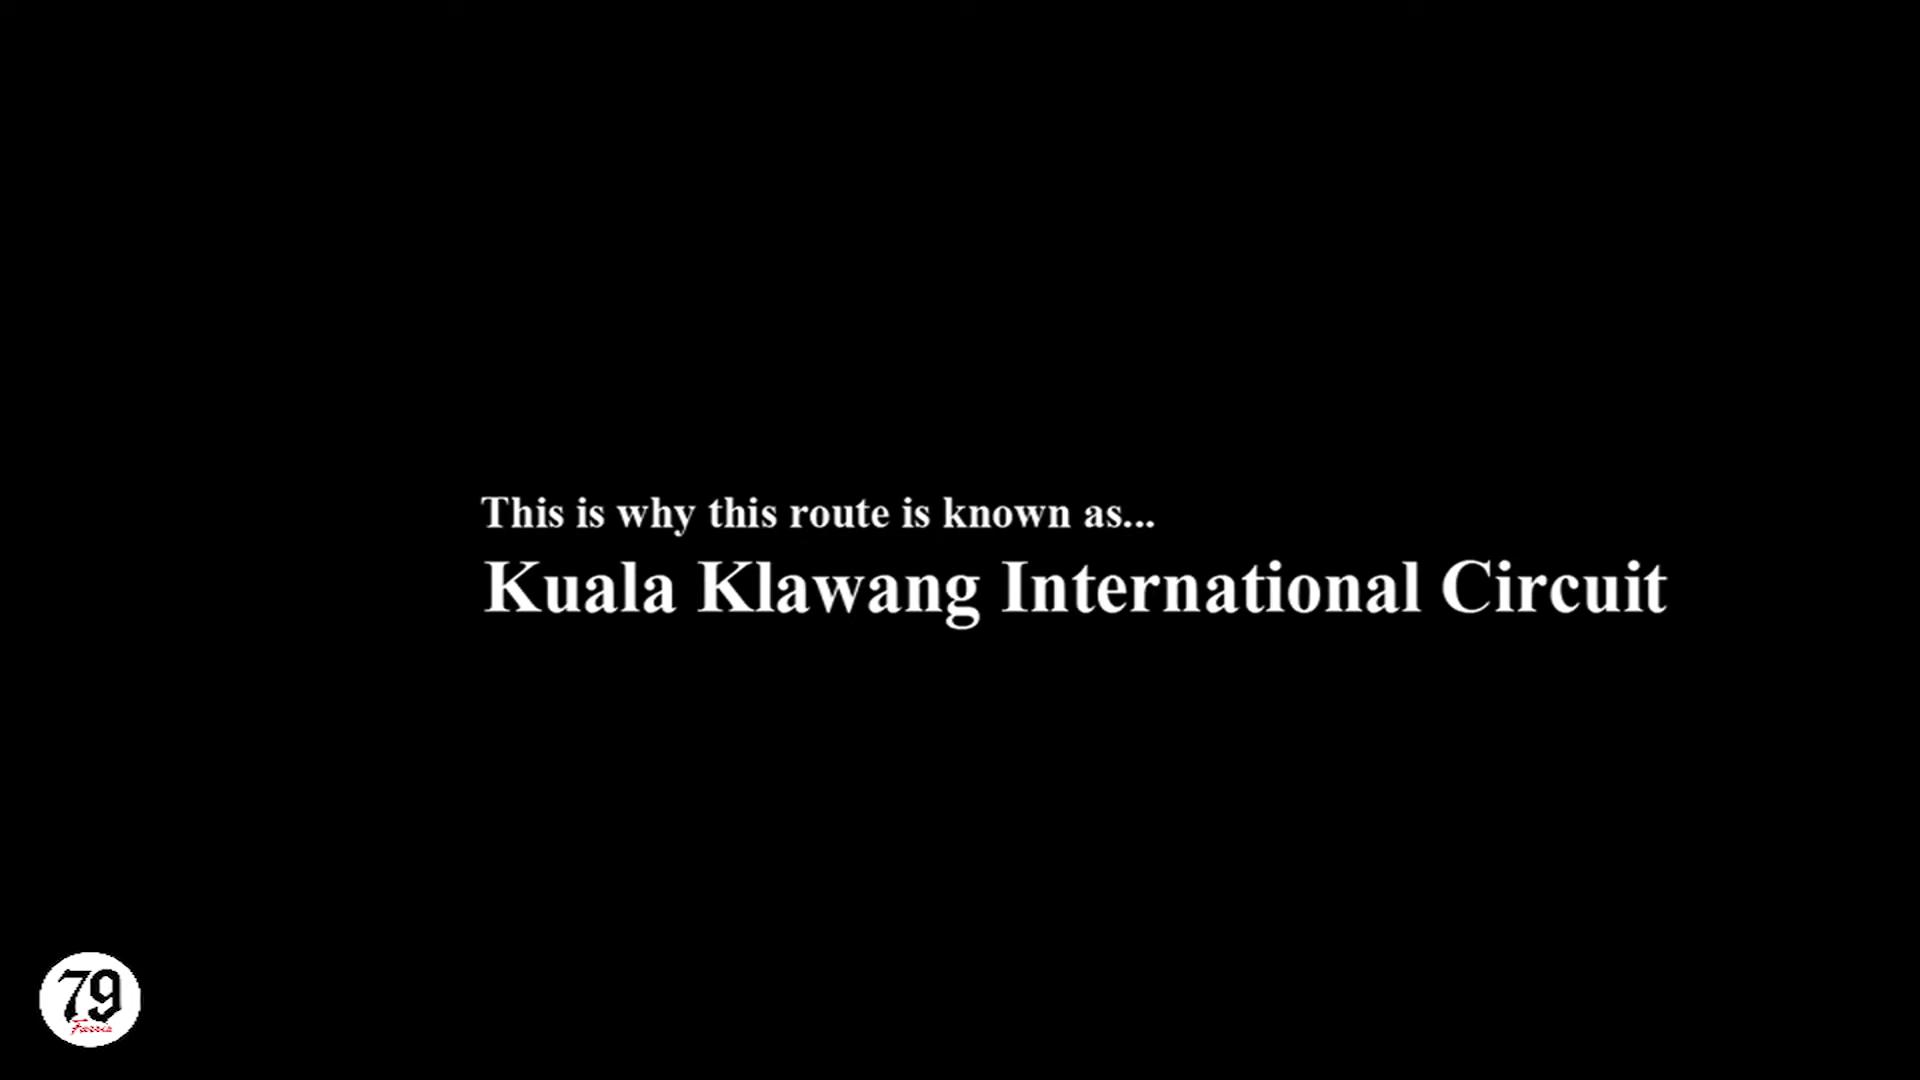 This is why this route is known as...
Kuala Klawang International Circuit
79